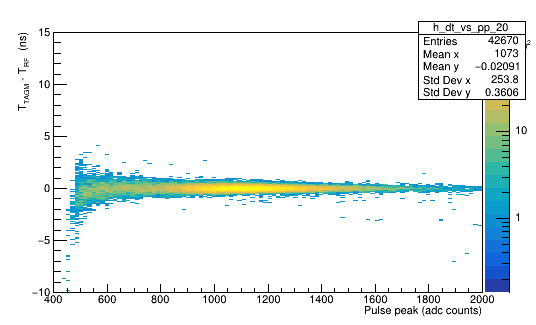 h_dt_vs_pp_20
Entries 42670
Mean x 1073
Mean y −0.02091
Std Dev x 253.8
Std Dev y 0.3606
T_TAGM - T_RF (ns)
15
10
5
0
−5
−10
400 600 800 1000 1200 1400 1600 1800 2000
Pulse peak (adc counts)
10
1